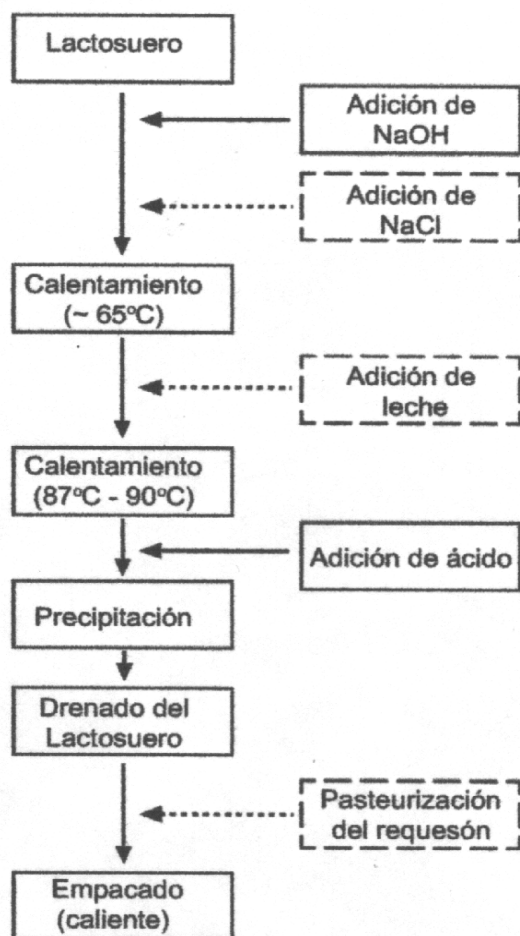 Lactosuero
Adición de
NaOH
Adición de
NaCl
Calentamiento
(~ 65ºC)
Adición de
leche
Calentamiento
(87ºC - 90ºC)
Adición de ácido
Precipitación
Drenado del
Lactosuero
Pasteurización
del requesón
Empacado
(caliente)